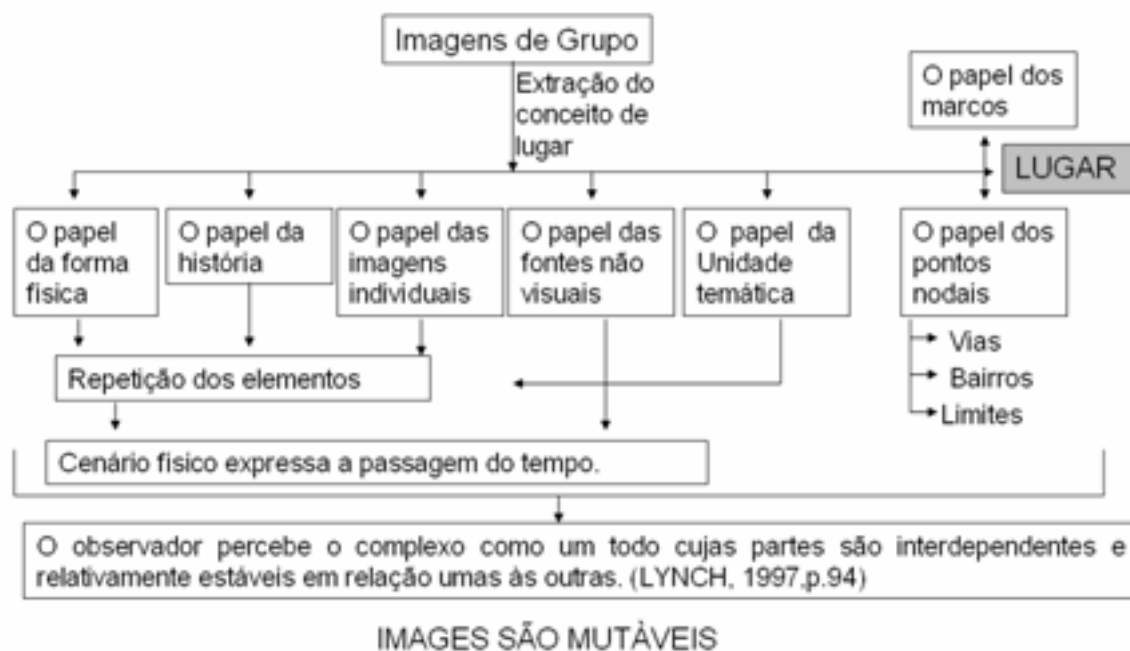 Imagens de Grupo
Extração do
conceito de
lugar
O papel dos
marcos
LUGAR
O papel
da forma
física
O papel da
história
O papel das
imagens
individuais
O papel das
fontes não
visuais
O papel da
Unidade
temática
O papel dos
pontos
nodais
Vias
Bairros
Limites
Repetição dos elementos
Cenário físico expressa a passagem do tempo.
O observador percebe o complexo como um todo cujas partes são interdependentes e
relativamente estáveis em relação umas às outras. (LYNCH, 1997,p.94)
IMAGES SÃO MUTÀVEIS